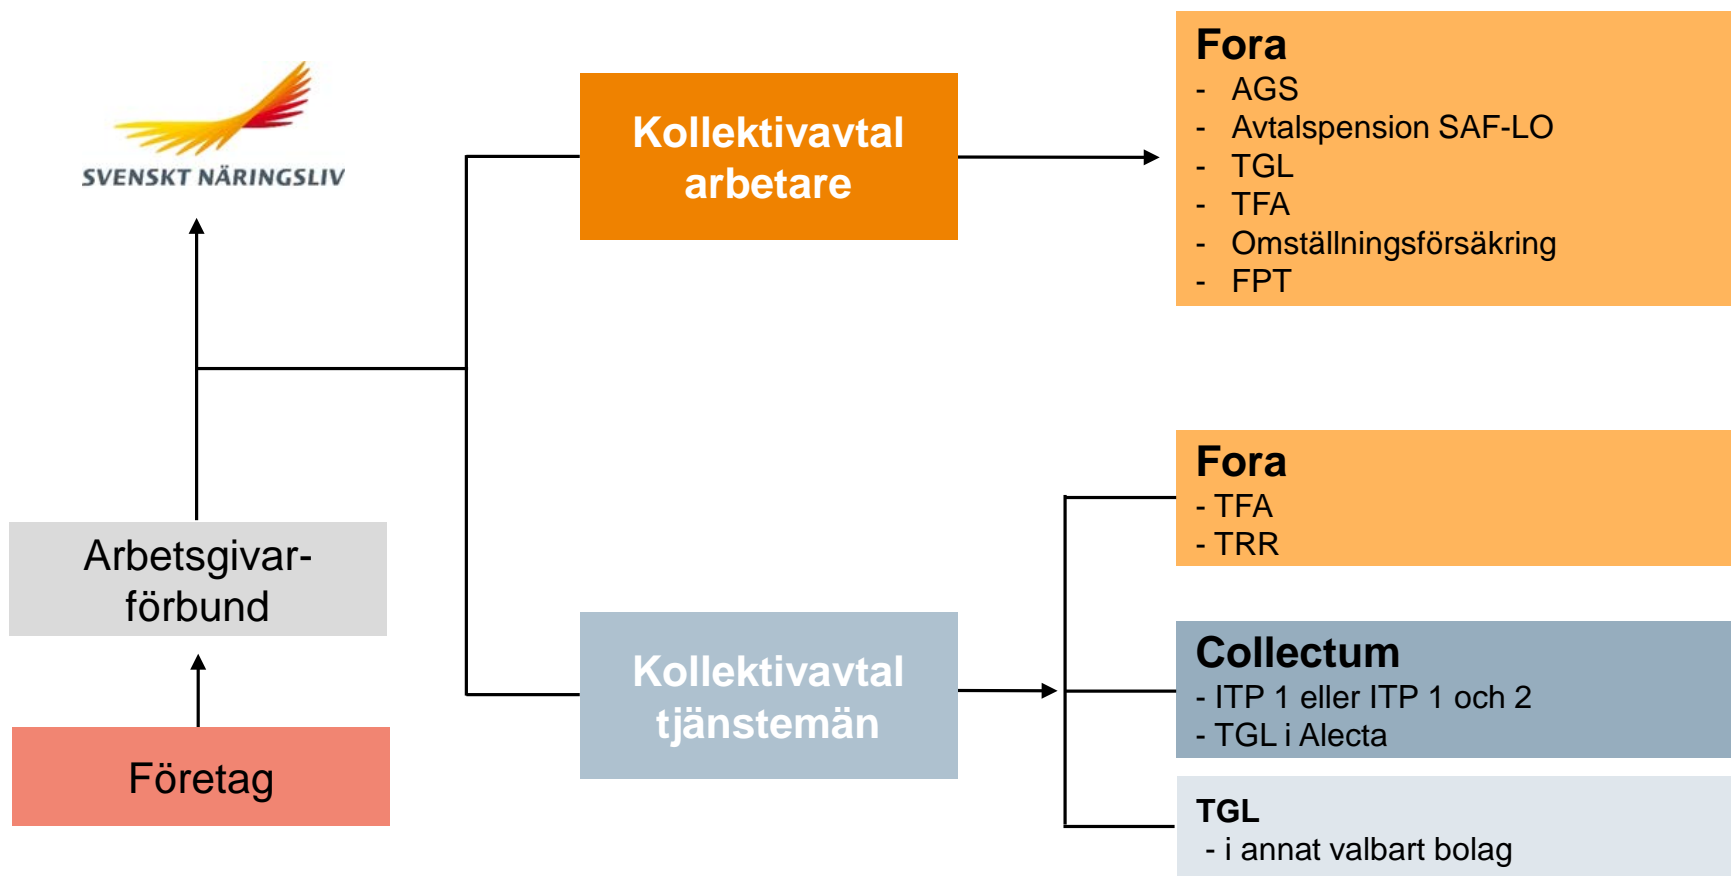 SVENSKT NÄRINGSLIV
Arbetsgivar-
förbund
Företag
Kollektivavtal
arbetare
Kollektivavtal
tjänstemän
Fora
- AGS
- Avtalspension SAF-LO
- TGL
- TFA
- Omställningsförsäkring
- FPT
Fora
- TFA
- TRR
Collectum
- ITP 1 eller ITP 1 och 2
- TGL i Alecta
TGL
- i annat valbart bolag